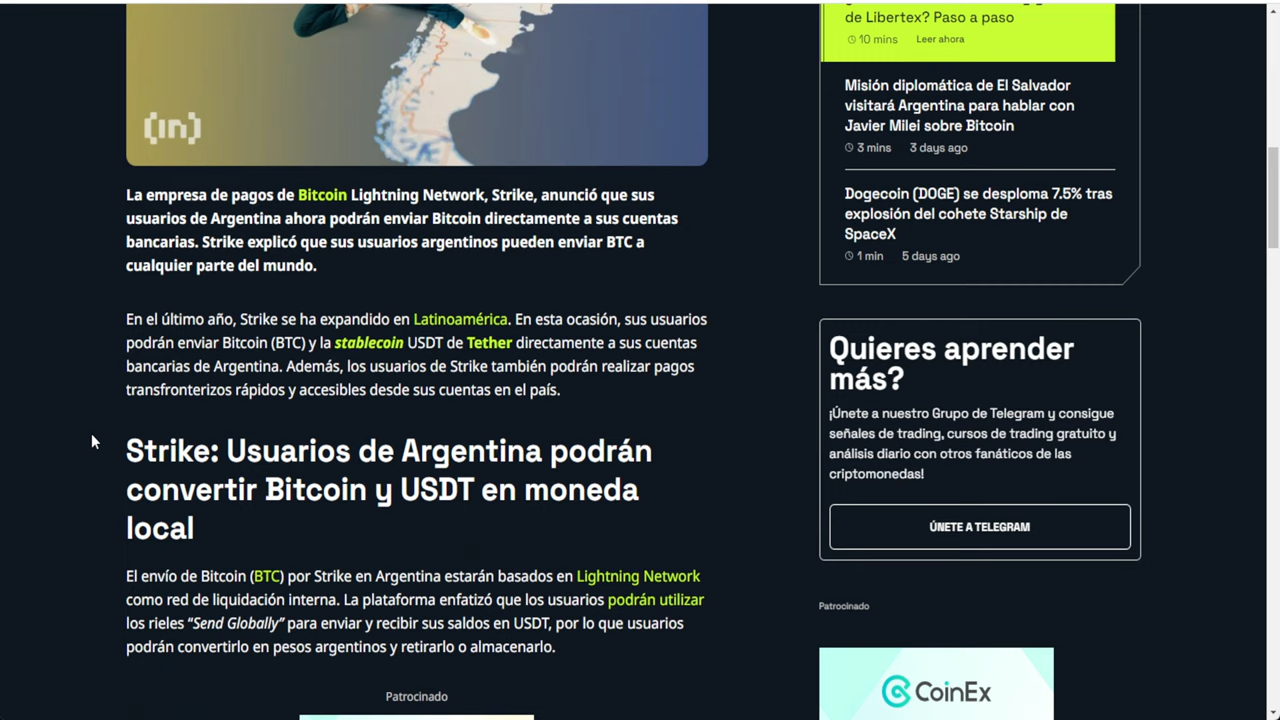 [in]
La empresa de pagos de Bitcoin Lightning Network, Strike, anunció que sus
usuarios de Argentina ahora podrán enviar Bitcoin directamente a sus cuentas
bancarias. Strike explicó que sus usuarios argentinos pueden enviar BTC a
cualquier parte del mundo.
En el último año, Strike se ha expandido en Latinoamérica. En esta ocasión, sus usuarios
podrán enviar Bitcoin (BTC) y la stablecoin USDT de Tether directamente a sus cuentas
bancarias de Argentina. Además, los usuarios de Strike también podrán realizar pagos
transfronterizos rápidos y accesibles desde sus cuentas en el país.
Strike: Usuarios de Argentina podrán
convertir Bitcoin y USDT en moneda
local
El envío de Bitcoin (BTC) por Strike en Argentina estarán basados en Lightning Network
como red de liquidación interna. La plataforma enfatizó que los usuarios podrán utilizar
los rieles “Send Globally” para enviar y recibir sus saldos en USDT, por lo que usuarios
podrán convertirlo en pesos argentinos y retirarlo o almacenarlo.
Patrocinado
de Libertex? Paso a paso
10 mins Leer ahora
Misión diplomática de El Salvador
visitará Argentina para hablar con
Javier Milei sobre Bitcoin
3 mins 3 days ago
Dogecoin (DOGE) se desploma 7.5% tras
explosión del cohete Starship de
SpaceX
1 min 5 days ago
Quieres aprender
más?
¡Únete a nuestro Grupo de Telegram y consigue
señales de trading, cursos de trading gratuito y
análisis diario con otros fanáticos de las
criptomonedas!
ÚNETE A TELEGRAM
Patrocinado
CoinEx